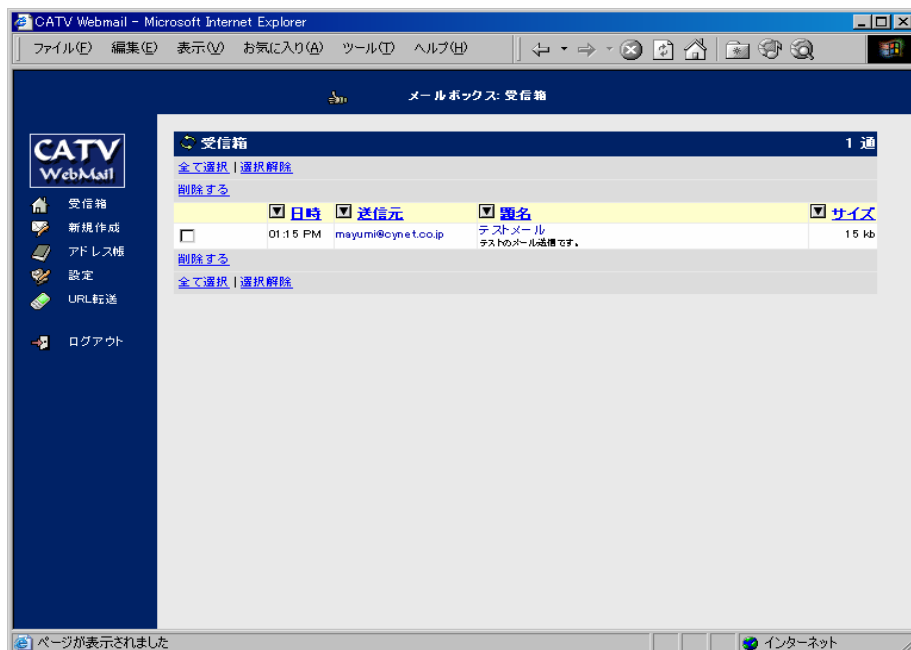 CATV Webmail - Microsoft Internet Explorer
ファイル(F) 編集(E) 表示(V) お気に入り(A) ツール(T) ヘルプ(H)
メールボックス: 受信箱
CATV
WebMail
受信箱
新規作成
アドレス帳
設定
URL転送
ログアウト
受信箱 1 通
全て選択 | 選択解除
削除する
日時 送信元 題名 サイズ
01:15 PM mayumi@cynet.co.jp テストメール 15 kb
テストのメール送信です。
削除する
全て選択 | 選択解除
ページが表示されました インターネット